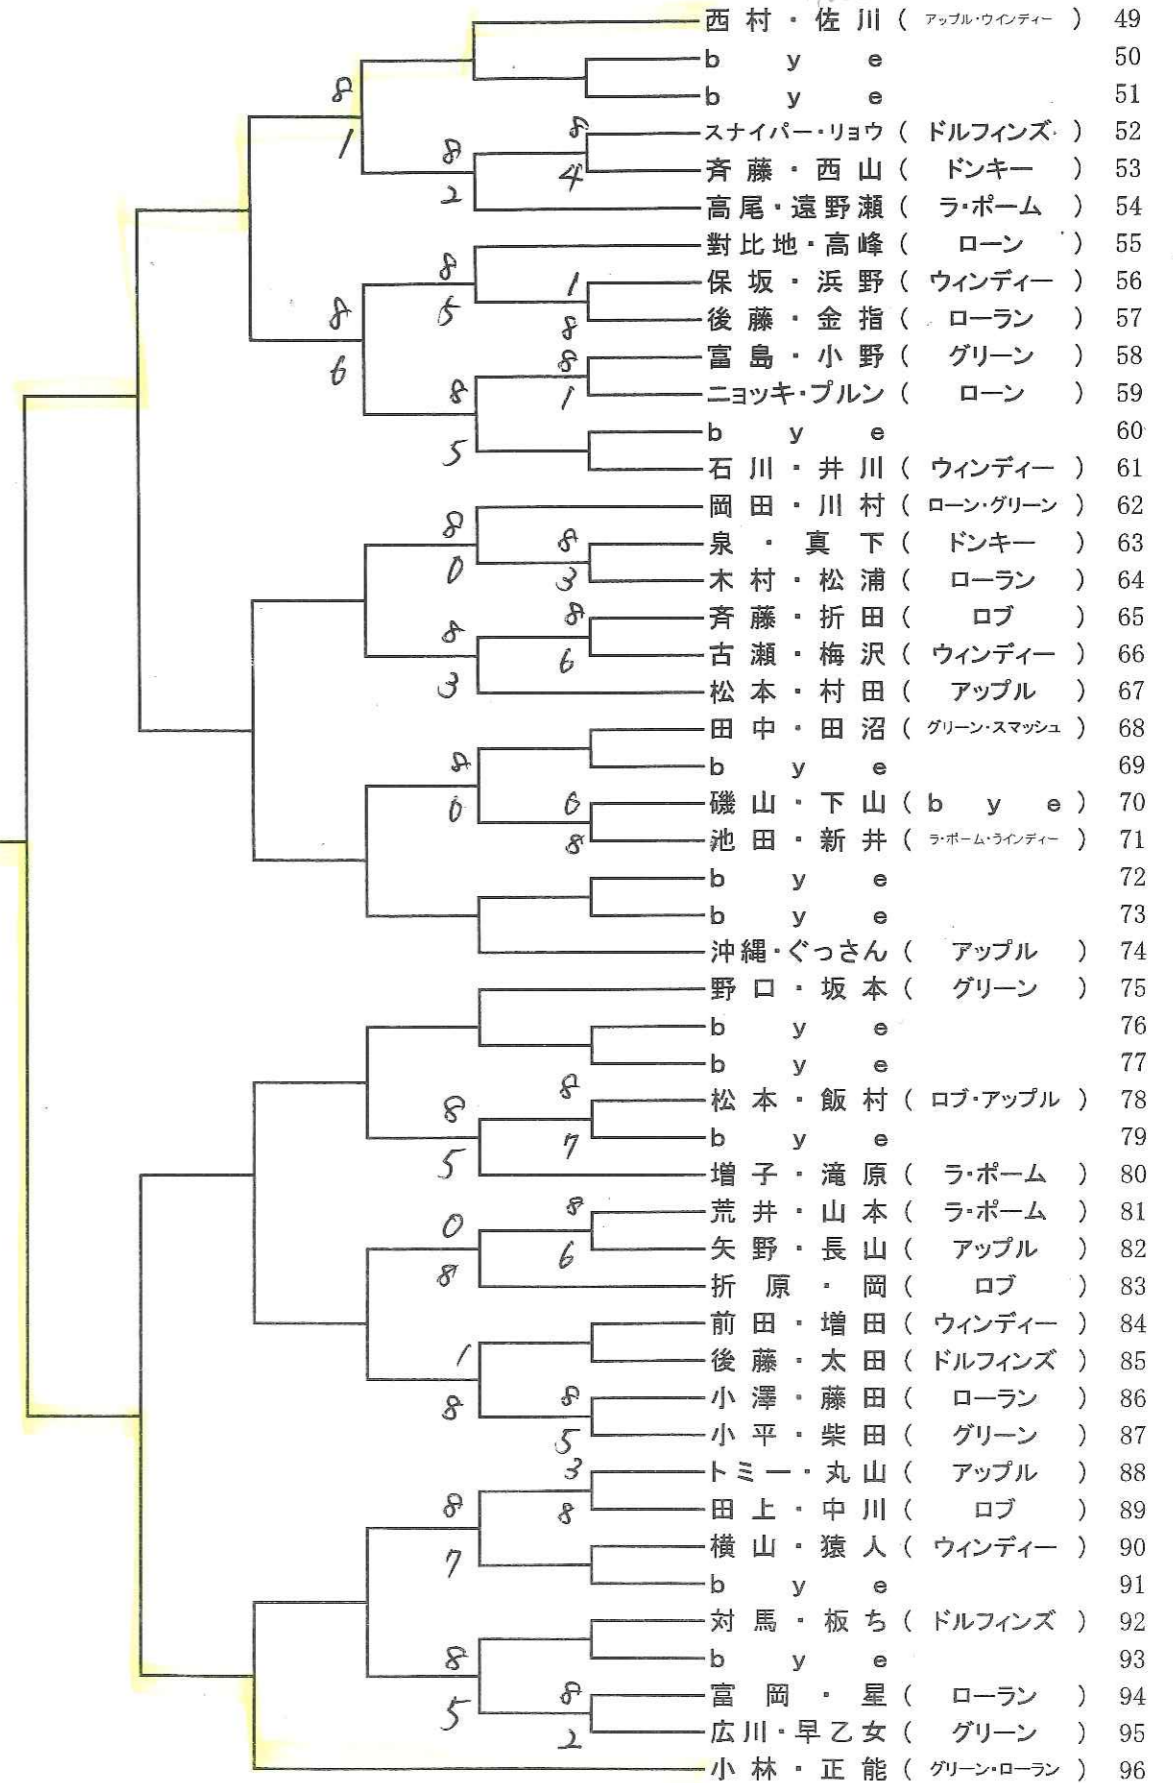 西村・佐川（アップル・ウインディー）49
bye 50
bye 51
スナイパー・リョウ（ドルフィンズ）52
斉藤・西山（ドンキー）53
高尾・遠野瀬（ラ・ポーム）54
對比地・高峰（ローン）55
保坂・浜野（ウィンディー）56
後藤・金指（ローラン）57
富島・小野（グリーン）58
ニョッキ・プルン（ローン）59
bye 60
石川・井川（ウィンディー）61
岡田・川村（ローン・グリーン）62
泉・真下（ドンキー）63
木村・松浦（ローラン）64
斉藤・折田（ロブ）65
古瀬・梅沢（ウィンディー）66
松本・村田（アップル）67
田中・田沼（グリーン・スマッシュ）68
bye 69
磯山・下山（bye）70
池田・新井（ラ・ポーム・うインディー）71
bye 72
bye 73
沖縄・ぐっさん（アップル）74
野口・坂本（グリーン）75
bye 76
bye 77
松本・飯村（ロブ・アップル）78
bye 79
増子・滝原（ラ・ポーム）80
荒井・山本（ラ・ポーム）81
矢野・長山（アップル）82
折原・岡（ロブ）83
前田・増田（ウィンディー）84
後藤・太田（ドルフィンズ）85
小澤・藤田（ローラン）86
小平・柴田（グリーン）87
トミー・丸山（アップル）88
田上・中川（ロブ）89
横山・猿人（ウィンディー）90
bye 91
対馬・板ち（ドルフィンズ）92
bye 93
富岡・星（ローラン）94
広川・早乙女（グリーン）95
小林・正能（グリーン・ローラン）96
8
1
8
2
8
4
8
6
8
5
1
8
8
5
8
1
8
0
8
3
8
3
8
6
8
0
6
8
8
5
8
7
0
8
8
6
1
8
8
5
8
7
3
8
8
5
8
2